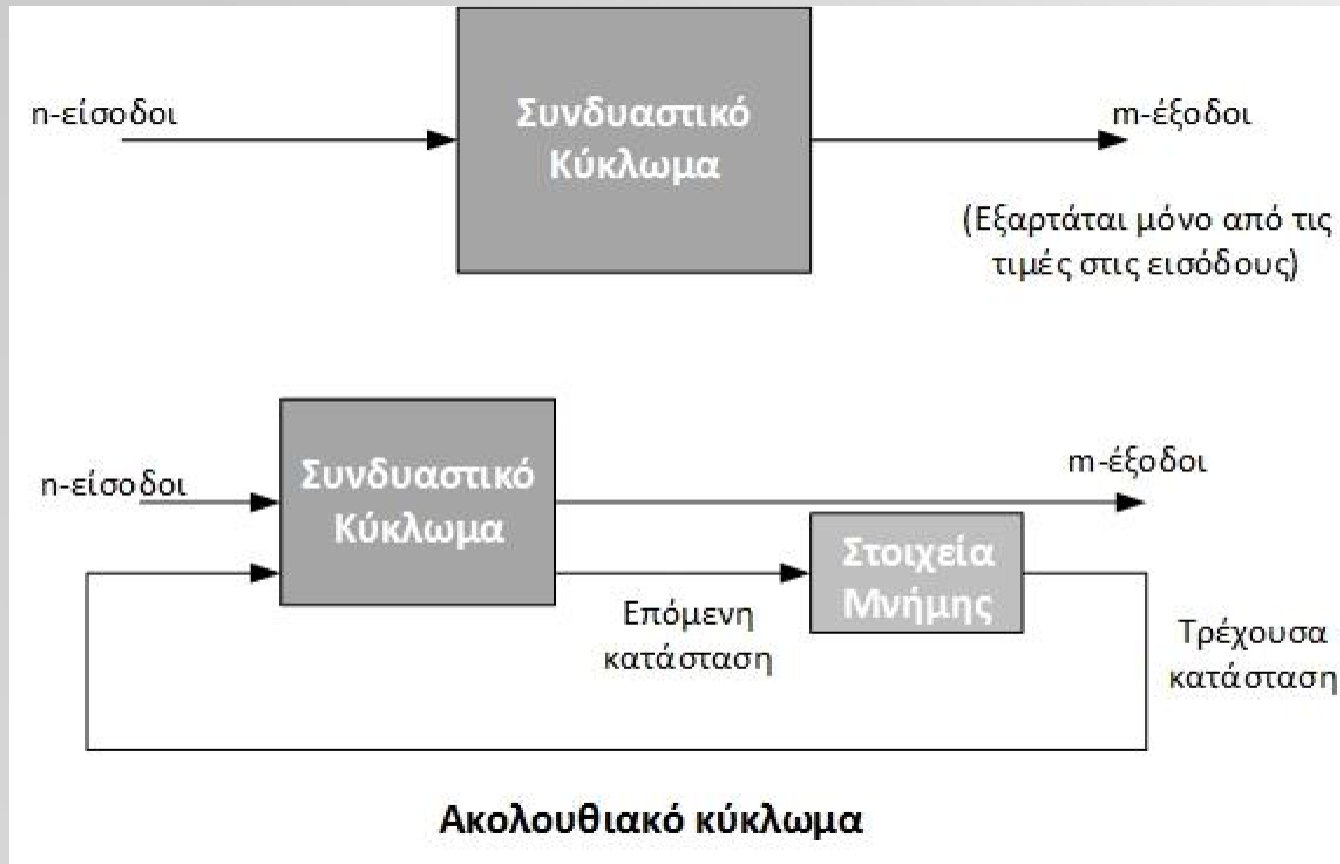 n-είσοδοι
Συνδυαστικό
Κύκλωμα
m-έξοδοι
(Εξαρτάται μόνο από τις
τιμές στις εισόδους)
n-είσοδοι
Συνδυαστικό
Κύκλωμα
m-έξοδοι
Στοιχεία
Μνήμης
Επόμενη
κατάσταση
Τρέχουσα
κατάσταση
Ακολουθιακό κύκλωμα